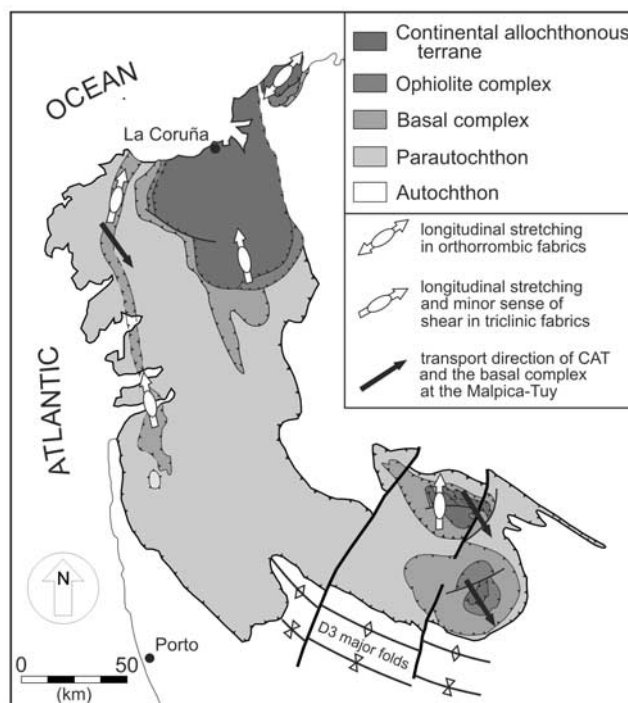 OCEAN
La Coruña
ATLANTIC
N
Porto
0 50
(km)
D3 major folds
Continental allochthonous
terrane
Ophiolite complex
Basal complex
Parautochthon
Autochthon
longitudinal stretching
in orthorrombic fabrics
longitudinal stretching
and minor sense of
shear in triclinic fabrics
transport direction of CAT
and the basal complex
at the Malpica-Tuy